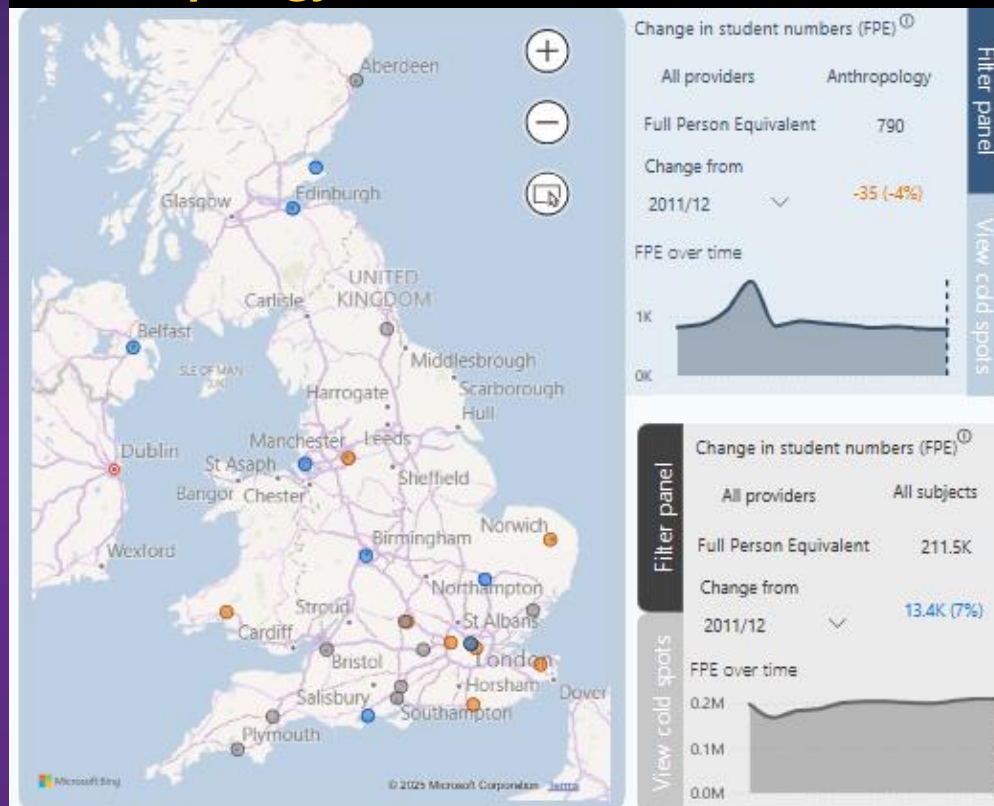 Aberdeen
Glasgow
Edinburgh
UNITED
KINGDOM
Carlisle
Belfast
SLE OF MAN
(UK)
Middlesbrough
Harrogate
Scarborough
Hull
Dublin
Manchester
Leeds
St Asaph
Sheffield
Bangor
Chester
Norwich
Birmingham
Wexford
Northampton
Stroud
St Albans
Cardiff
Bristol
London
Salisbury
Horsham
Dover
Southampton
Plymouth
Microsoft Bing
© 2025 Microsoft Corporation Terms
Change in student numbers (FPE)
All providers Anthropology
Full Person Equivalent 790
Change from
2011/12 -35 (-4%)
FPE over time
1K
0K
Filter panel
View cold spots
Change in student numbers (FPE)
All providers All subjects
Full Person Equivalent 211.5K
Change from
2011/12 13.4K (7%)
FPE over time
0.2M
0.1M
0.0M
Filter panel
View cold spots